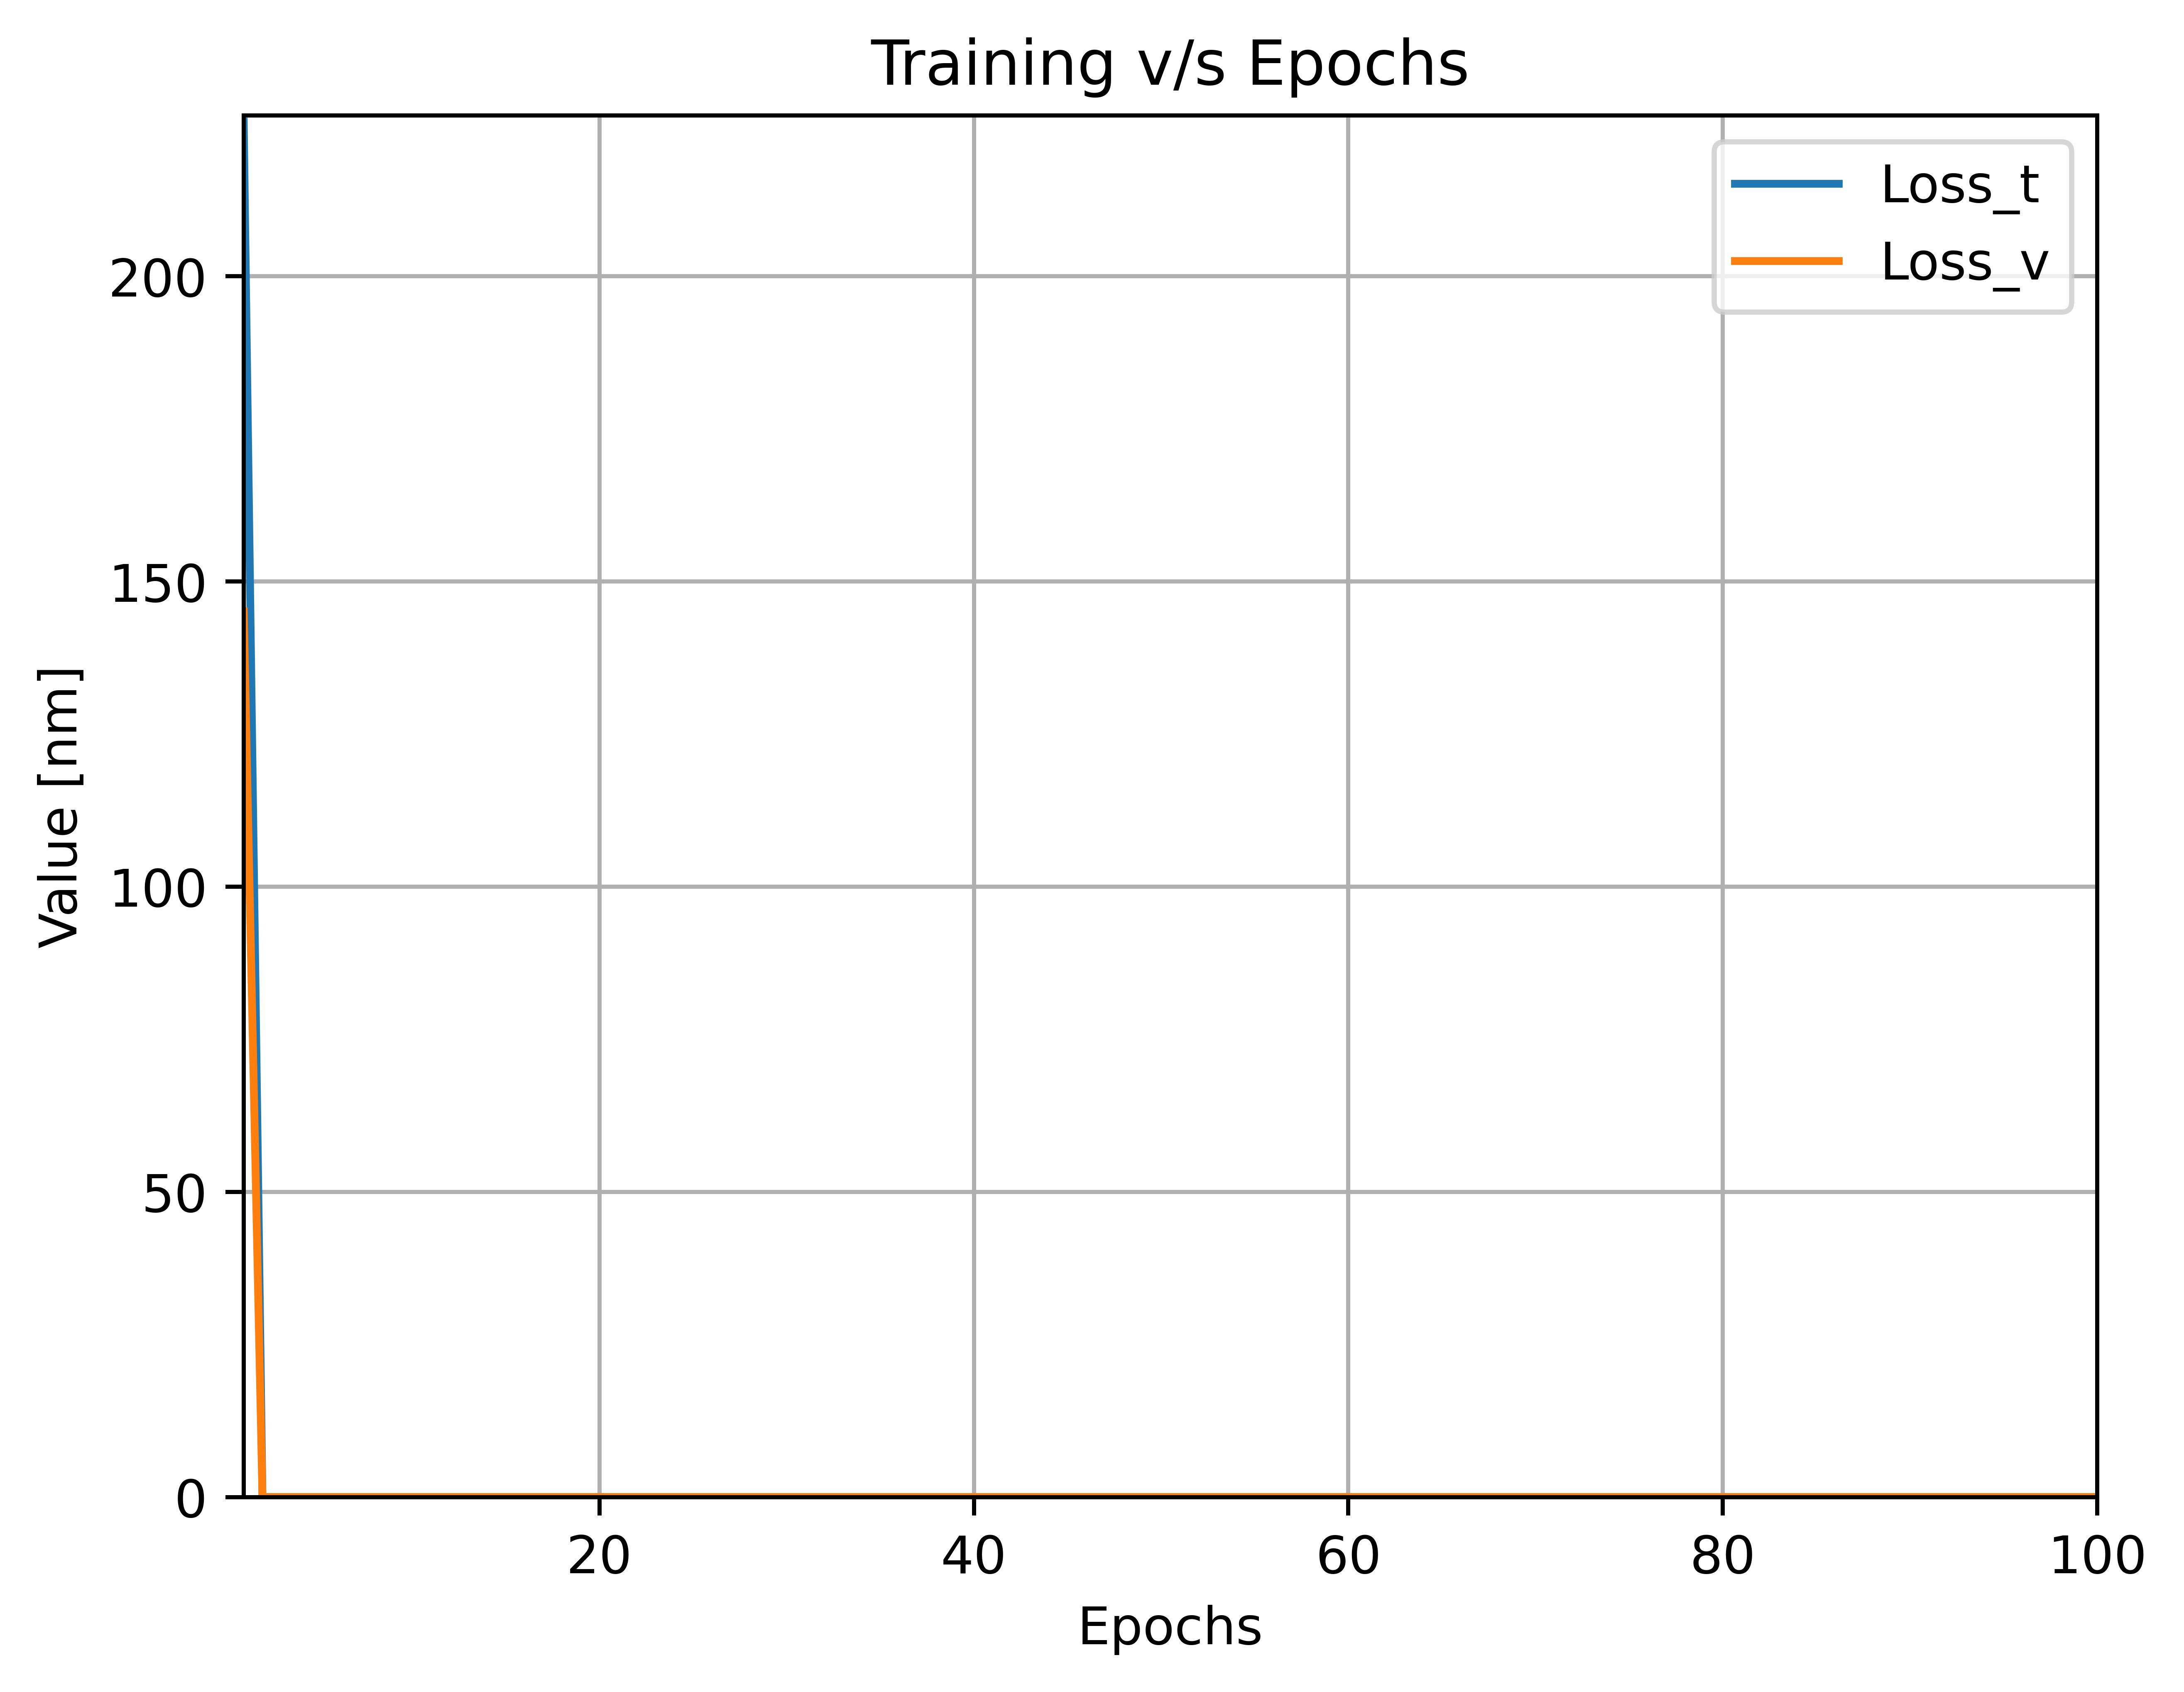 Training v/s Epochs
Loss_t
Loss_v
200
150
100
50
0
Value [nm]
20 40 60 80 100
Epochs